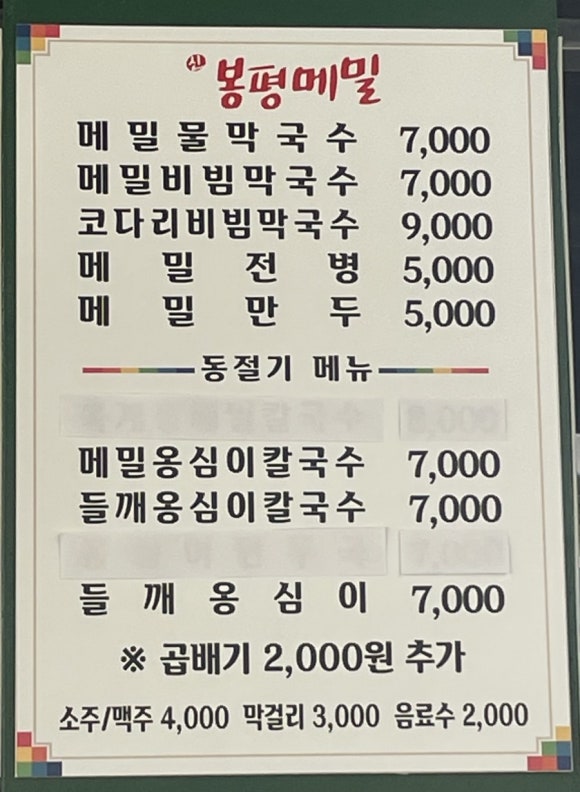 봉평메밀
메밀물막국수 7,000
메밀비빔막국수 7,000
코다리비빔막국수 9,000
메밀전병 5,000
메밀만두 5,000
동절기 메뉴
메밀옹심이칼국수 7,000
들깨옹심이칼국수 7,000
들깨옹심이 7,000
※ 곱배기 2,000원 추가
소주/맥주 4,000 막걸리 3,000 음료수 2,000